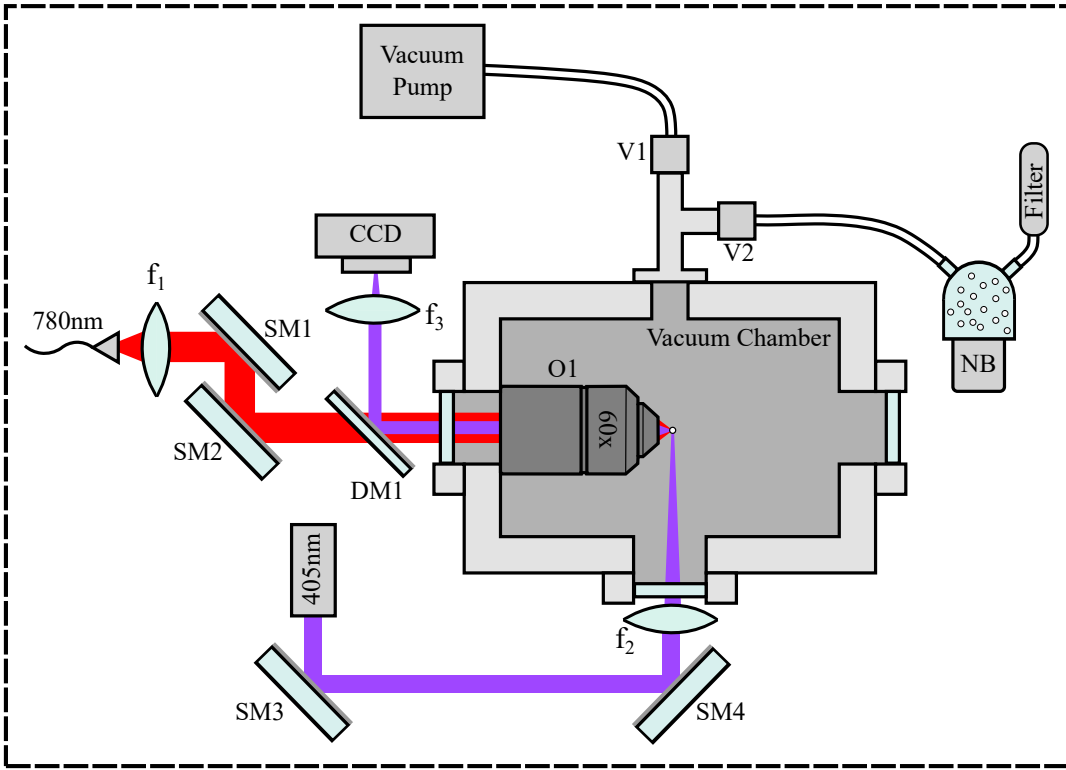 Vacuum
Pump
V1
V2
Filter
NB
CCD
f₃
f₁
780nm
SM1
SM2
DM1
Vacuum Chamber
O1
60x
405nm
f₂
SM3
SM4